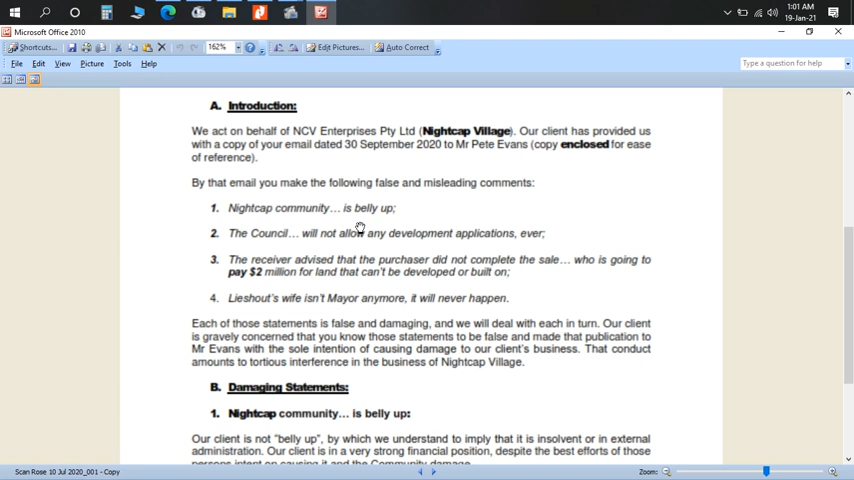 1:01 AM
19-Jan-21
Microsoft Office 2010
Shortcuts...
162%
Edit Pictures...
Auto Correct
File Edit View Picture Tools Help
Type a question for help
A. Introduction:
We act on behalf of NCV Enterprises Pty Ltd (Nightcap Village). Our client has provided us
with a copy of your email dated 30 September 2020 to Mr Pete Evans (copy enclosed for ease
of reference).
By that email you make the following false and misleading comments:
1. Nightcap community... is belly up;
2. The Council... will not allow any development applications, ever;
3. The receiver advised that the purchaser did not complete the sale... who is going to
pay $2 million for land that can't be developed or built on;
4. Lieshout's wife isn't Mayor anymore, it will never happen.
Each of those statements is false and damaging, and we will deal with each in turn. Our client
is gravely concerned that you know those statements to be false and made that publication to
Mr Evans with the sole intention of causing damage to our client's business. That conduct
amounts to tortious interference in the business of Nightcap Village.
B. Damaging Statements:
1. Nightcap community... is belly up:
Our client is not "belly up", by which we understand to imply that it is insolvent or in external
administration. Our client is in a very strong financial position, despite the best efforts of those
persons intent on causing it and the Community damage.
Scan Rose 10 Jul 2020_001 - Copy
Zoom: